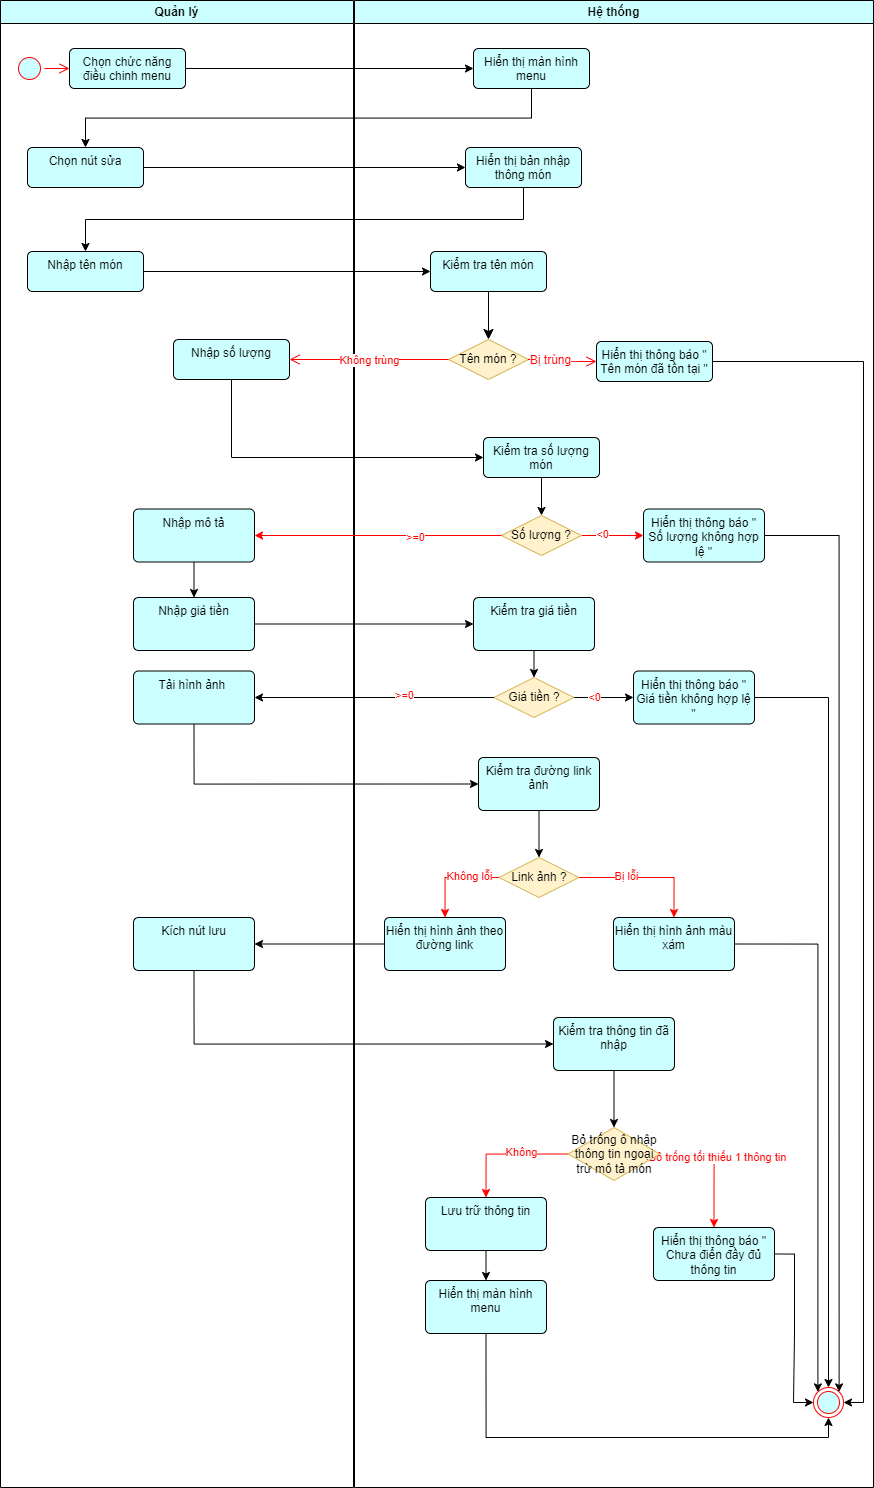 Quản lý
Hệ thống
Chọn chức năng
điều chỉnh menu
Hiển thị màn hình
menu
Chọn nút sửa
Hiển thị bản nhập
thông món
Nhập tên món
Kiểm tra tên món
Nhập số lượng
Không trùng
Tên món ?
Bị trùng
Hiển thị thông báo "
Tên món đã tồn tại "
Kiểm tra số lượng
món
Nhập mô tả
>=0
Số lượng ?
<0
Hiển thị thông báo "
Số lượng không hợp
lệ "
Nhập giá tiền
Kiểm tra giá tiền
Tải hình ảnh
>=0
Giá tiền ?
<0
Hiển thị thông báo "
Giá tiền không hợp lệ
"
Kiểm tra đường link
ảnh
Không lỗi
Link ảnh ?
Bị lỗi
Kích nút lưu
Hiển thị hình ảnh theo
đường link
Hiển thị hình ảnh màu
xám
Kiểm tra thông tin đã
nhập
Không
Bỏ trống ô nhập
thông tin ngoại
trừ mô tả món
Bỏ trống tối thiếu 1 thông tin
Lưu trữ thông tin
Hiển thị thông báo "
Chưa điển đầy đủ
thông tin
Hiển thị màn hình
menu